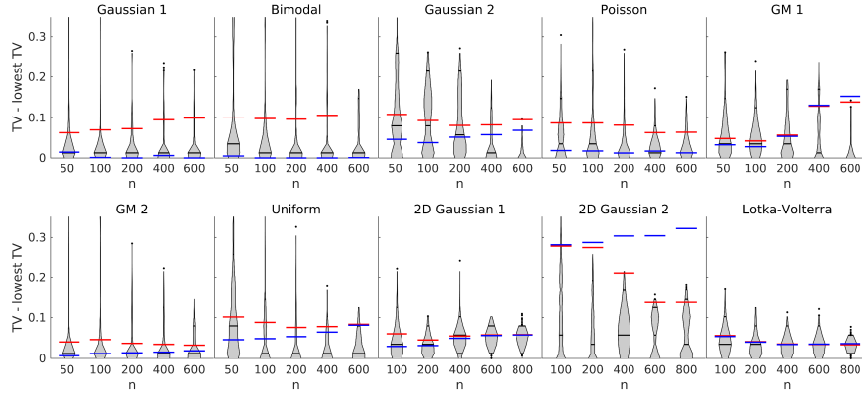 Gaussian 1 Bimodal Gaussian 2 Poisson GM 1
TV - lowest TV
0.3
0.2
0.1
0
50 100 200 400 600 50 100 200 400 600 50 100 200 400 600 50 100 200 400 600 50 100 200 400 800
n n n n n
GM 2 Uniform 2D Gaussian 1 2D Gaussian 2 Lotka-Volterra
TV - lowest TV
0.3
0.2
0.1
0
50 100 200 400 600 50 100 200 400 600 100 200 400 600 800 100 200 400 600 800 100 200 400 600 800
n n n n n